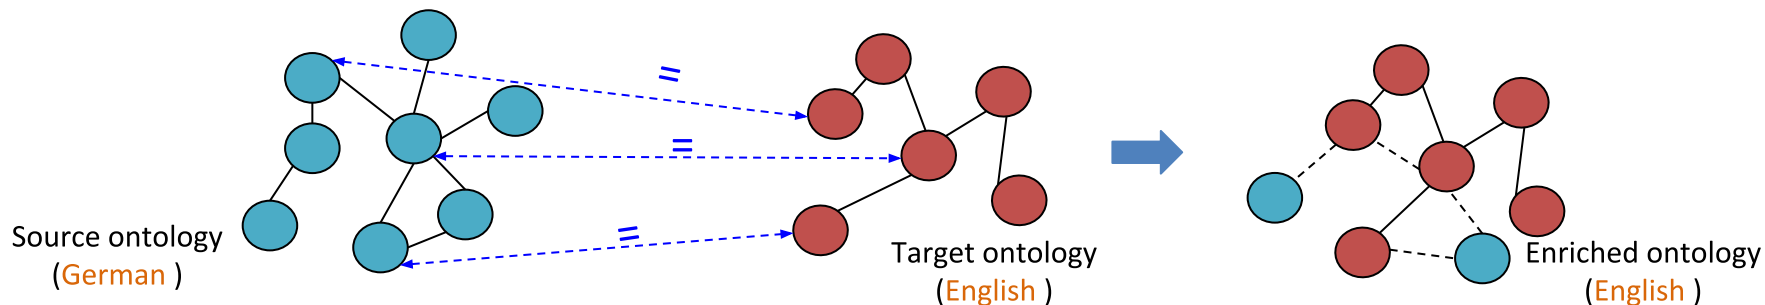 =
=
=
Source ontology
(German )
Target ontology
(English )
Enriched ontology
(English )